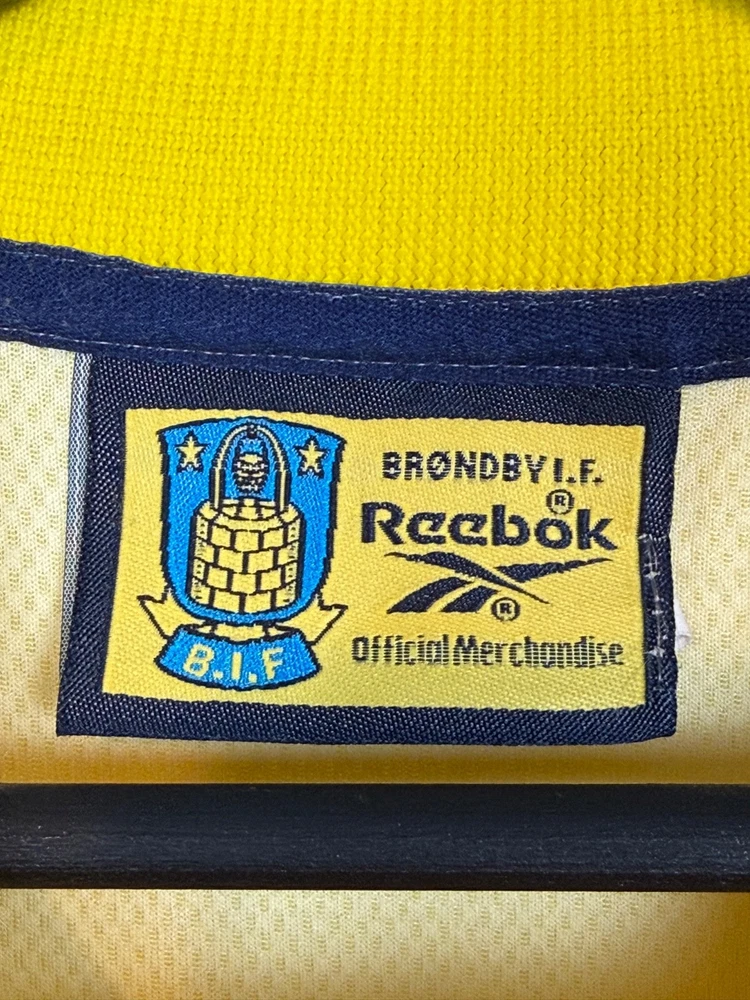 BRØNDBY I.F.
Reebok®
®
Official Merchandise
B.I.F